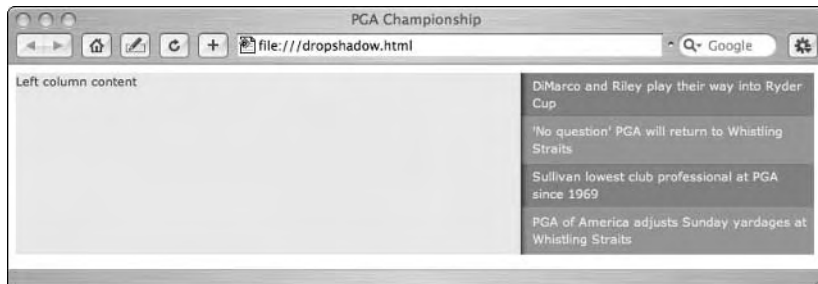 PGA Championship
file:///dropshadow.html
Google
Left column content
DiMarco and Riley play their way into Ryder
Cup
'No question' PGA will return to Whistling
Straits
Sullivan lowest club professional at PGA
since 1969
PGA of America adjusts Sunday yardages at
Whistling Straits